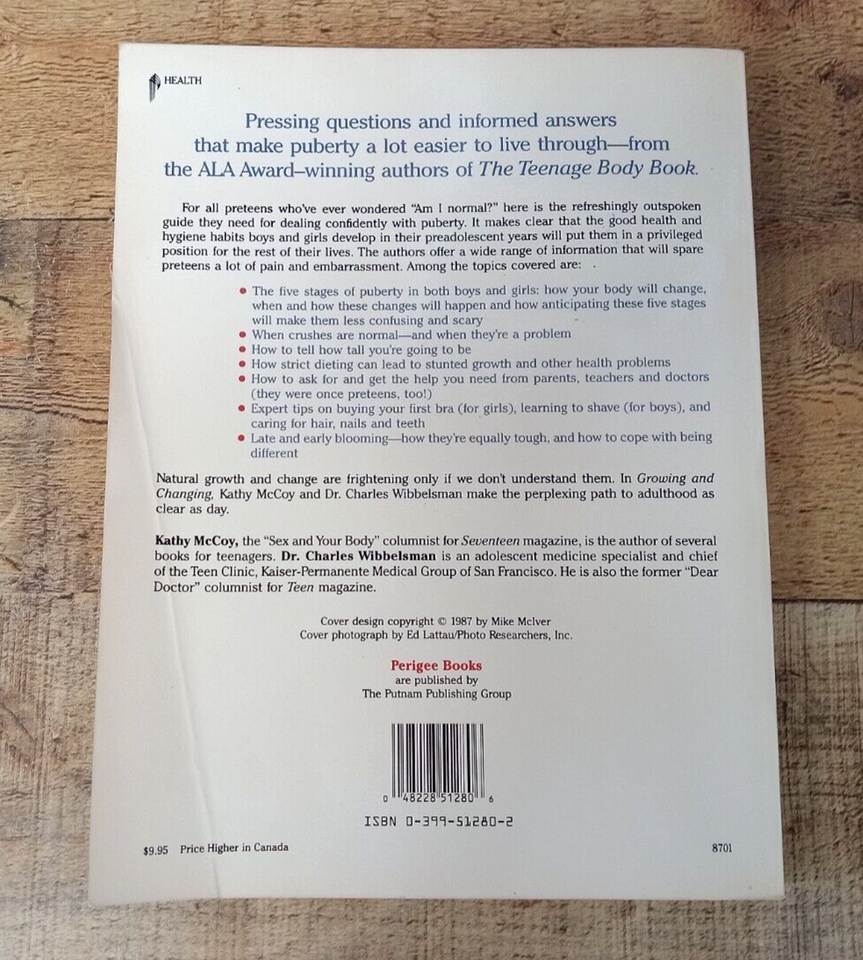 HEALTH
Pressing questions and informed answers
that make puberty a lot easier to live through—from
the ALA Award–winning authors of The Teenage Body Book.
For all preteens who've ever wondered “Am I normal?” here is the refreshingly outspoken
guide they need for dealing confidently with puberty. It makes clear that the good health and
hygiene habits boys and girls develop in their preadolescent years will put them in a privileged
position for the rest of their lives. The authors offer a wide range of information that will spare
preteens a lot of pain and embarrassment. Among the topics covered are:
• The five stages of puberty in both boys and girls: how your body will change,
when and how these changes will happen and how anticipating these five stages
will make them less confusing and scary
• When crushes are normal—and when they're a problem
• How to tell how tall you're going to be
• How strict dieting can lead to stunted growth and other health problems
• How to ask for and get the help you need from parents, teachers and doctors
(they were once preteens, too!)
• Expert tips on buying your first bra (for girls), learning to shave (for boys), and
caring for hair, nails and teeth
• Late and early blooming—how they're equally tough, and how to cope with being
different
Natural growth and change are frightening only if we don't understand them. In Growing and
Changing, Kathy McCoy and Dr. Charles Wibbelsman make the perplexing path to adulthood as
clear as day.
Kathy McCoy, the “Sex and Your Body” columnist for Seventeen magazine, is the author of several
books for teenagers. Dr. Charles Wibbelsman is an adolescent medicine specialist and chief
of the Teen Clinic, Kaiser-Permanente Medical Group of San Francisco. He is also the former “Dear
Doctor” columnist for Teen magazine.
Cover design copyright © 1987 by Mike McIver
Cover photograph by Ed Lattau/Photo Researchers, Inc.
Perigee Books
are published by
The Putnam Publishing Group
0 48228 51280 6
ISBN 0-399-51280-2
$9.95 Price Higher in Canada
8701